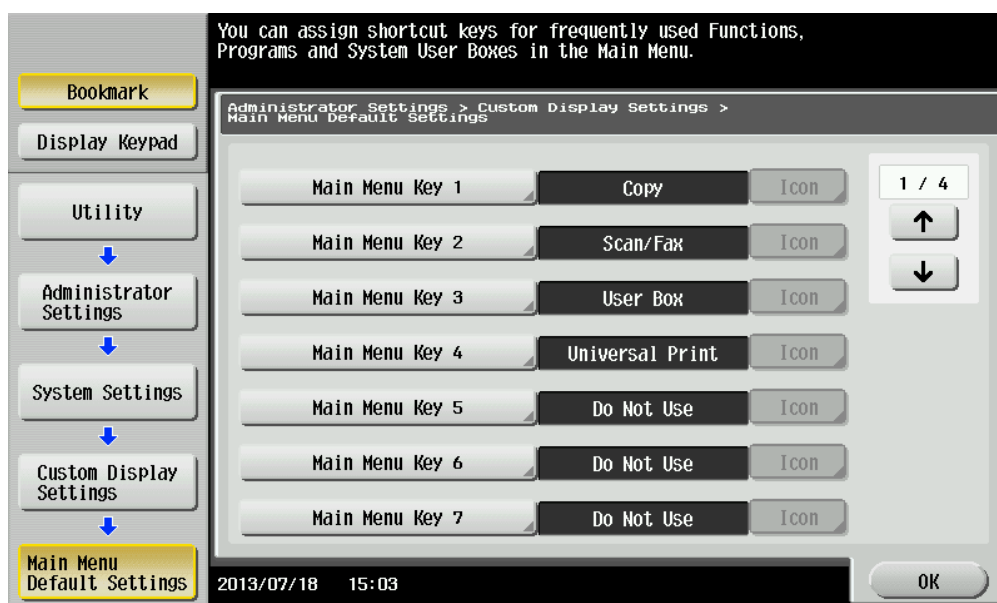 You can assign shortcut keys for frequently used Functions,
Programs and System User Boxes in the Main Menu.
Bookmark
Display Keypad
Utility
Administrator
Settings
System Settings
Custom Display
Settings
Main Menu
Default Settings
Administrator Settings > Custom Display Settings >
Main Menu Default Settings
Main Menu Key 1 Copy Icon
Main Menu Key 2 Scan/Fax Icon
Main Menu Key 3 User Box Icon
Main Menu Key 4 Universal Print Icon
Main Menu Key 5 Do Not Use Icon
Main Menu Key 6 Do Not Use Icon
Main Menu Key 7 Do Not Use Icon
1 / 4
2013/07/18 15:03
OK